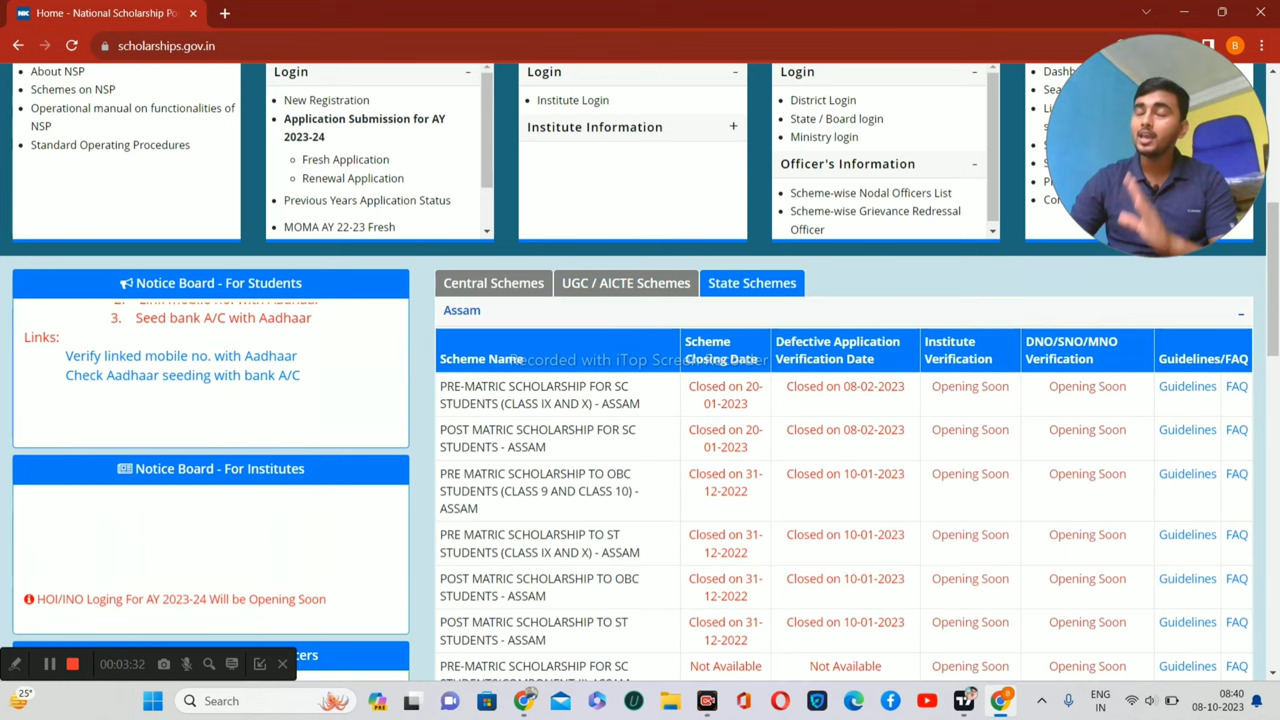 Home - National Scholarship Po
scholarships.gov.in
B
About NSP
Schemes on NSP
Operational manual on functionalities of
NSP
Standard Operating Procedures
Login
New Registration
Application Submission for AY
2023-24
Fresh Application
Renewal Application
Previous Years Application Status
MOMA AY 22-23 Fresh
Login
Institute Login
Institute Information
Login
District Login
State / Board login
Ministry login
Officer's Information
Scheme-wise Nodal Officers List
Scheme-wise Grievance Redressal
Officer
Notice Board - For Students
2. Link mobile no. with Aadhaar
3. Seed bank A/C with Aadhaar
Links:
Verify linked mobile no. with Aadhaar
Check Aadhaar seeding with bank A/C
Notice Board - For Institutes
HOI/INO Loging For AY 2023-24 Will be Opening Soon
Central Schemes UGC / AICTE Schemes State Schemes
Assam
Scheme Name Scheme Closing Date Defective Application Verification Date Institute Verification DNO/SNO/MNO Verification Guidelines/FAQ
Recorded with iTop Screen Recorder
PRE-MATRIC SCHOLARSHIP FOR SC Closed on 20- Closed on 08-02-2023 Opening Soon Opening Soon Guidelines FAQ
STUDENTS (CLASS IX AND X) - ASSAM 01-2023
POST MATRIC SCHOLARSHIP FOR SC Closed on 20- Closed on 08-02-2023 Opening Soon Opening Soon Guidelines FAQ
STUDENTS - ASSAM 01-2023
PRE MATRIC SCHOLARSHIP TO OBC Closed on 31- Closed on 10-01-2023 Opening Soon Opening Soon Guidelines FAQ
STUDENTS (CLASS 9 AND CLASS 10) - 12-2022
ASSAM
PRE MATRIC SCHOLARSHIP TO ST Closed on 31- Closed on 10-01-2023 Opening Soon Opening Soon Guidelines FAQ
STUDENTS (CLASS IX AND X) - ASSAM 12-2022
POST MATRIC SCHOLARSHIP TO OBC Closed on 31- Closed on 10-01-2023 Opening Soon Opening Soon Guidelines FAQ
STUDENTS - ASSAM 12-2022
POST MATRIC SCHOLARSHIP TO ST Closed on 31- Closed on 10-01-2023 Opening Soon Opening Soon Guidelines FAQ
STUDENTS - ASSAM 12-2022
PRE-MATRIC SCHOLARSHIP FOR SC Not Available Not Available Opening Soon Opening Soon Guidelines FAQ
00:03:32
25°
Search
ENG
IN
08:40
08-10-2023